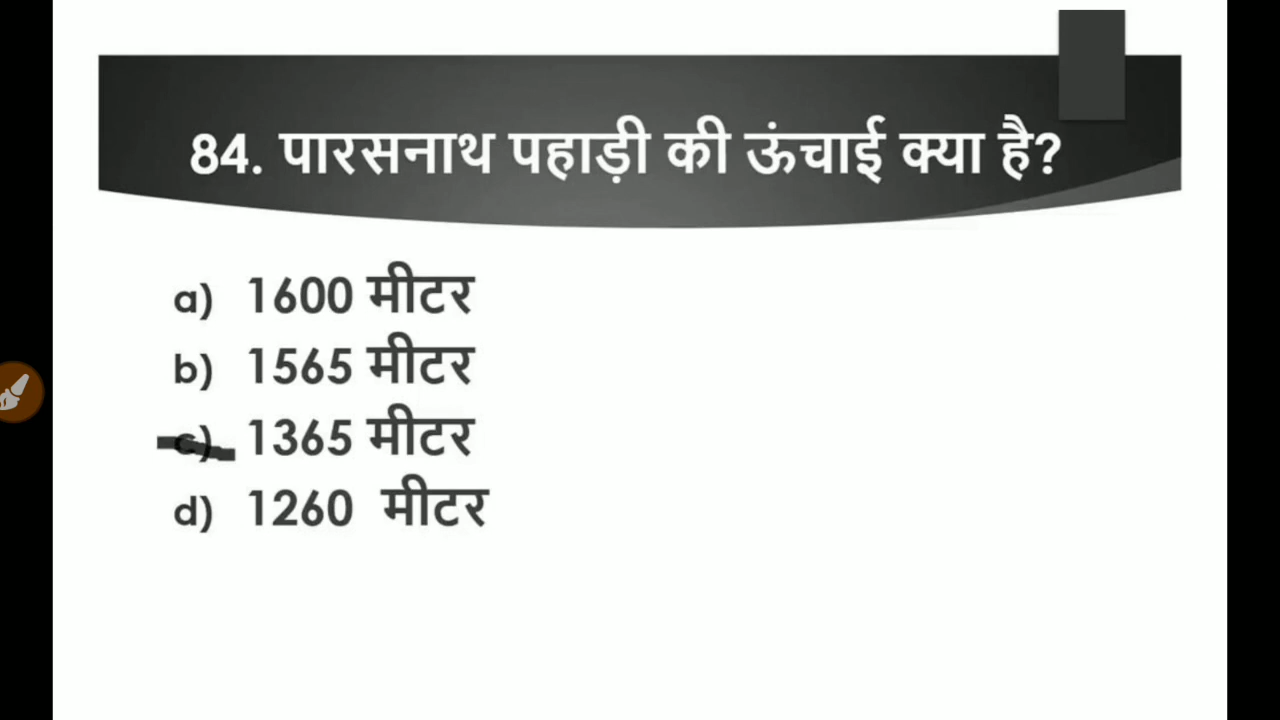 84. पारसनाथ पहाड़ी की ऊंचाई क्या है?
a) 1600 मीटर
b) 1565 मीटर
c) 1365 मीटर
d) 1260 मीटर